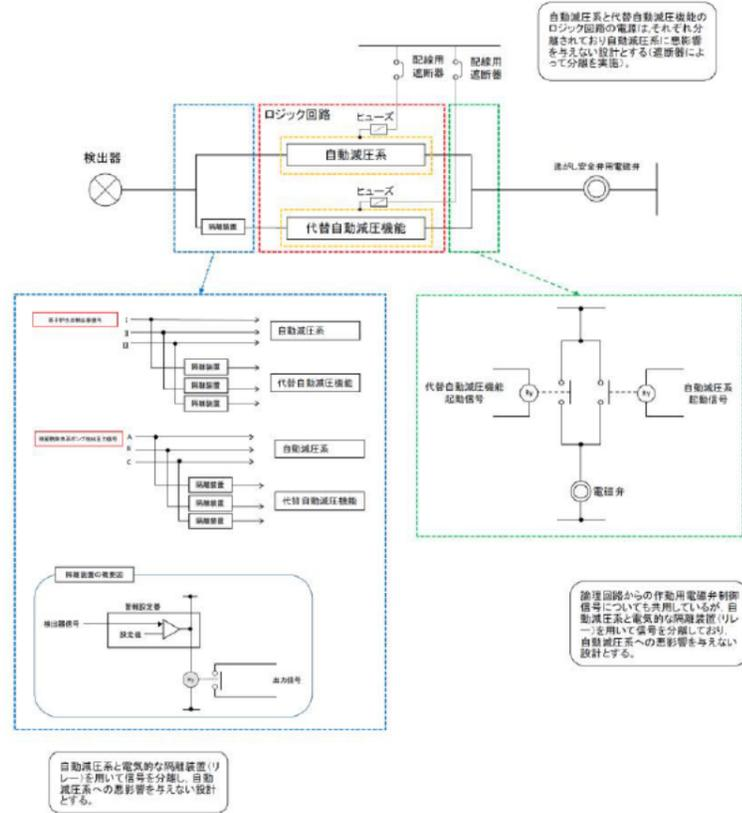 自動減圧系と代替自動減圧機能の
ロジック回路の電源は、それぞれ分
離されており自動減圧系に悪影響
を与えない設計とする(遮断器によ
って分離を実施)。
配線用
遮断器
配線用
遮断器
ロジック回路
ヒューズ
検出器
自動減圧系
逃がし安全弁用電磁弁
ヒューズ
隔離装置
代替自動減圧機能
I
II
III
自動減圧系
隔離装置
隔離装置
隔離装置
代替自動減圧機能
A
B
C
自動減圧系
隔離装置
隔離装置
隔離装置
代替自動減圧機能
代替自動減圧機能
起動信号
Ry
Ry
自動減圧系
起動信号
電磁弁
隔離装置の概要図
警報設定器
検出器信号
設定値
Ry
出力信号
論理回路からの作動用電磁弁制御
信号についても共用しているが、自
動減圧系と電気的な隔離装置(リレ
ー)を用いて信号を分離しており、
自動減圧系への悪影響を与えない
設計とする。
自動減圧系と電気的な隔離装置(リ
レー)を用いて信号を分離し、自動
減圧系への悪影響を与えない設計
とする。